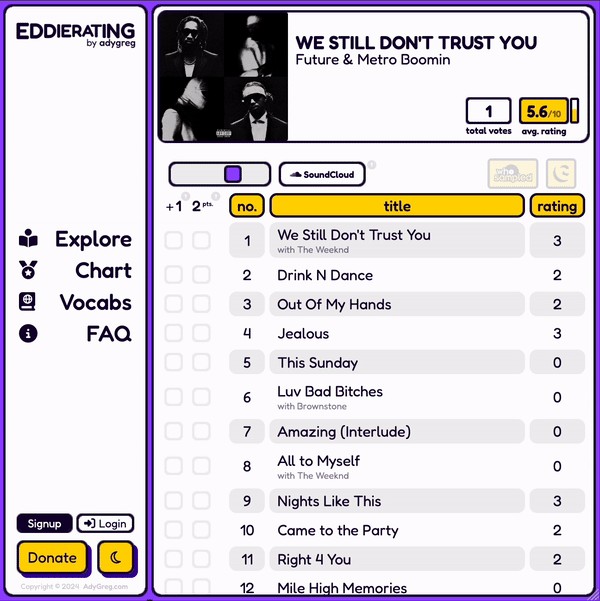 EDDIERATING
by adygreg
Explore
Chart
Vocabs
FAQ
Signup
Login
Donate
Copyright © 2024 AdyGreg.com
WE STILL DON'T TRUST YOU
Future & Metro Boomin
1
total votes
5.6/10
avg. rating
SoundCloud
?
who sampled
+1 ? 2 pts. ?
no. title rating
1 We Still Don't Trust You 3
with The Weeknd
2 Drink N Dance 2
3 Out Of My Hands 2
4 Jealous 3
5 This Sunday 0
6 Luv Bad Bitches 0
with Brownstone
7 Amazing (Interlude) 0
8 All to Myself 0
with The Weeknd
9 Nights Like This 3
10 Came to the Party 2
11 Right 4 You 2
12 Mile High Memories 0